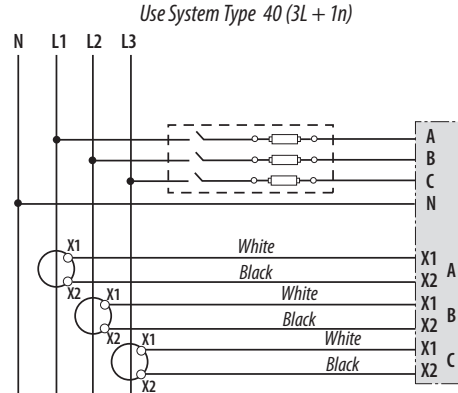 Use System Type 40 (3L + 1n)
N L1 L2 L3
A
B
C
N
X1 White X1
X2 Black X2 A
X1 White X1
X2 Black X2 B
X1 White X1
X2 Black X2 C